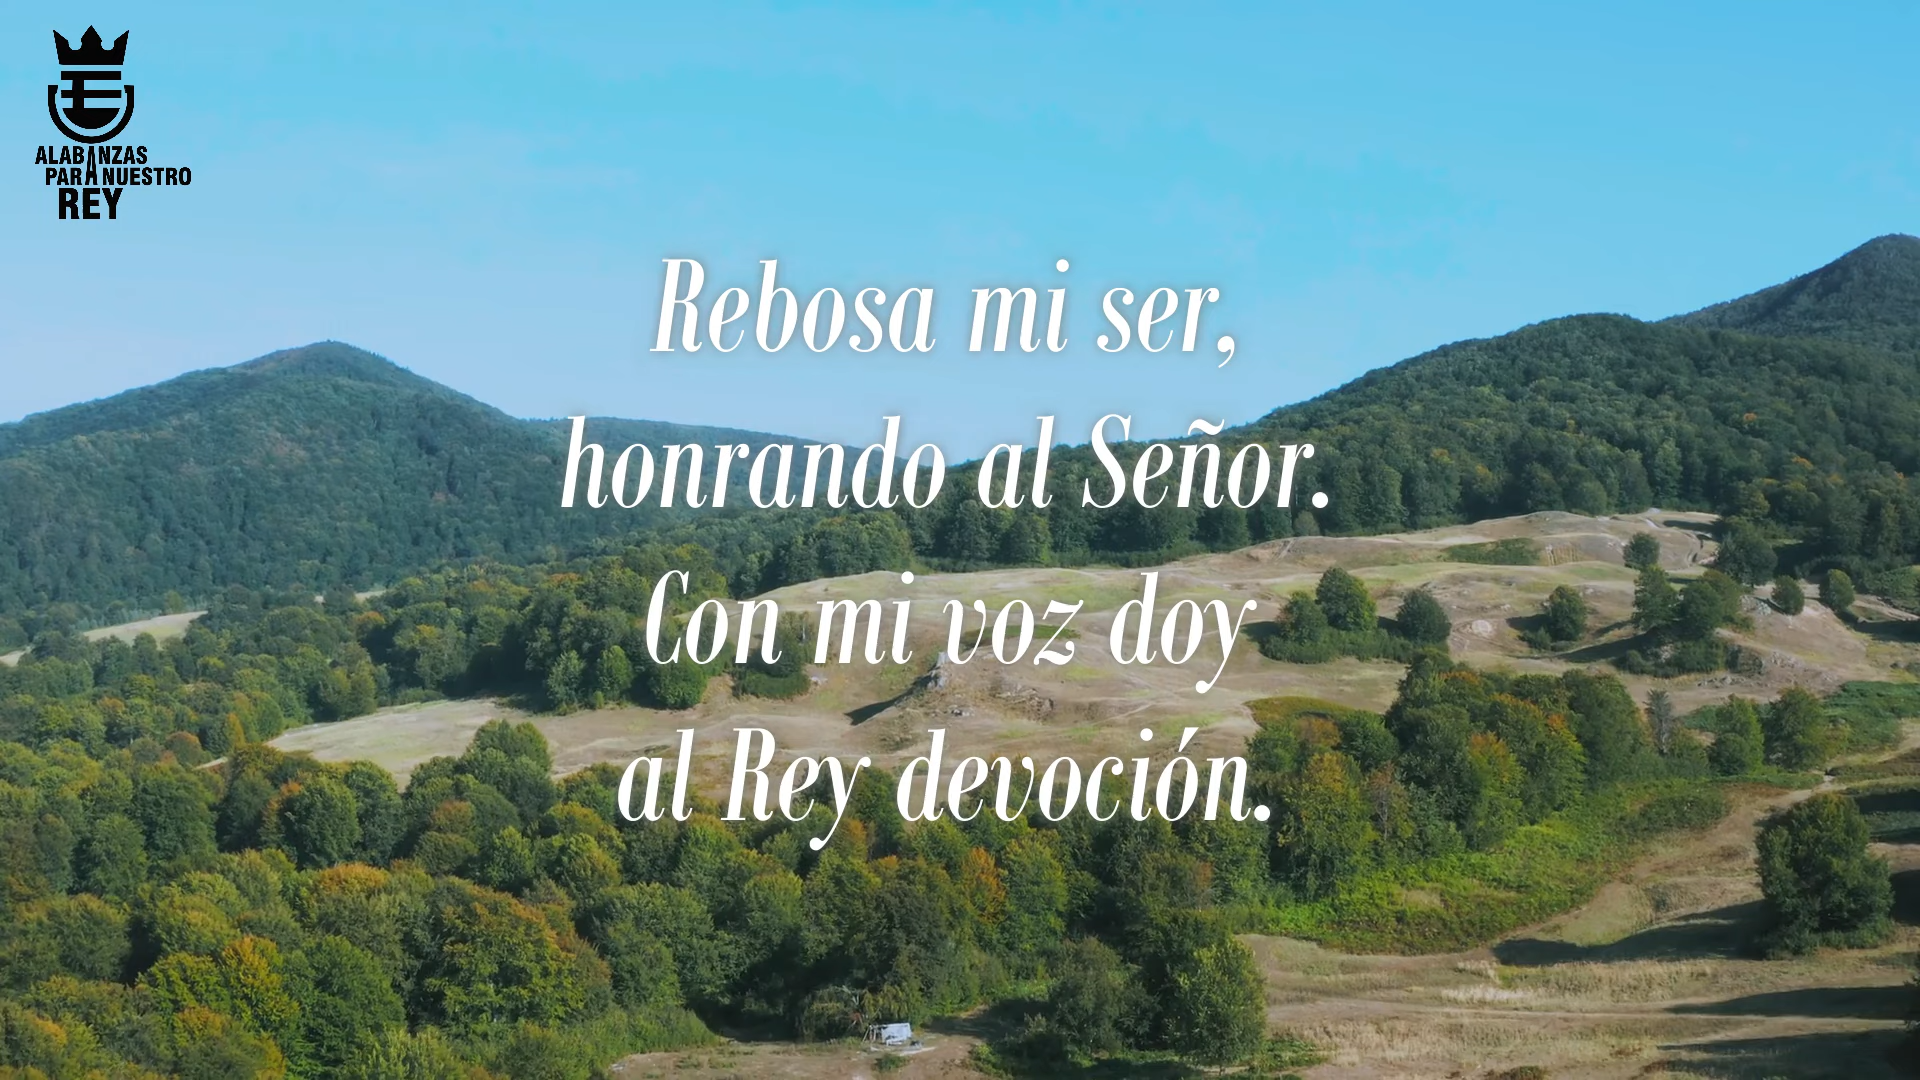 ALABANZAS
PARA NUESTRO
REY
Rebosa mi ser,
honrando al Señor.
Con mi voz doy
al Rey devoción.